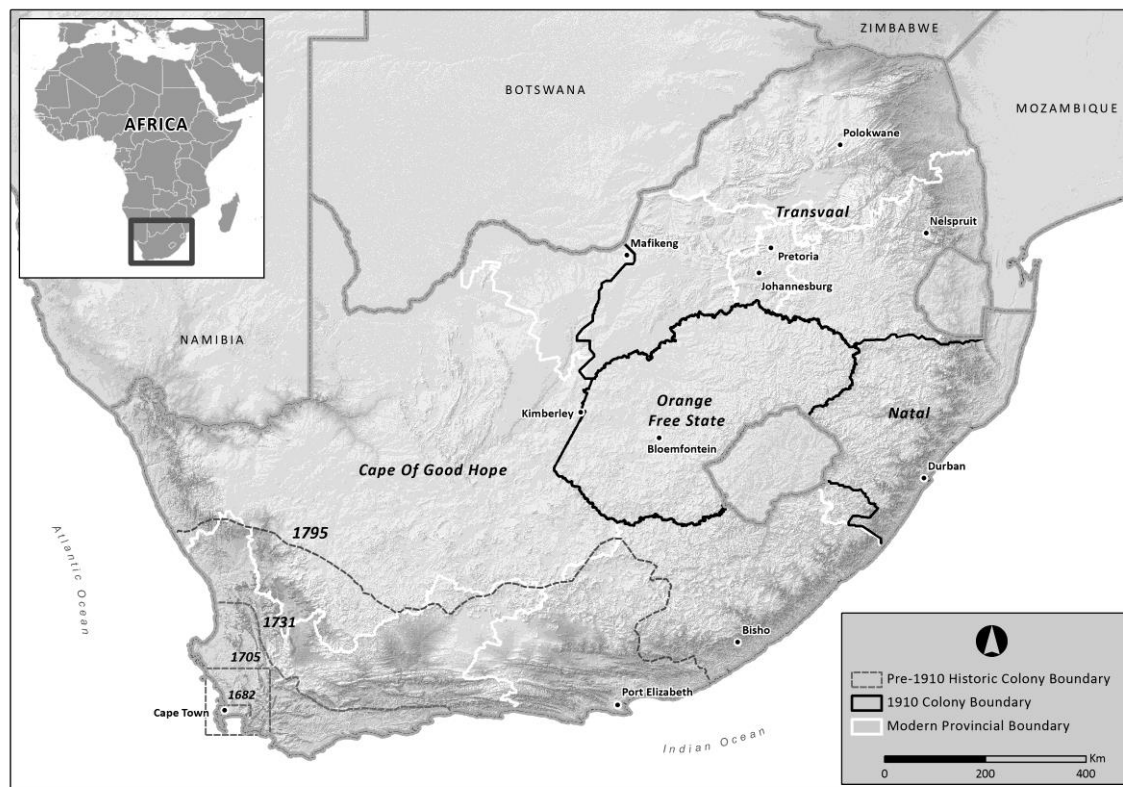 AFRICA
ZIMBABWE
BOTSWANA
MOZAMBIQUE
Polokwane
Transvaal
Nelspruit
Mafikeng
Pretoria
Johannesburg
NAMIBIA
Kimberley
Orange
Free State
Natal
Bloemfontein
Cape Of Good Hope
Durban
1795
Atlantic Ocean
1731
1705
Bisho
1682
Cape Town
Port Elizabeth
Indian Ocean
Pre-1910 Historic Colony Boundary
1910 Colony Boundary
Modern Provincial Boundary
Km
0 200 400